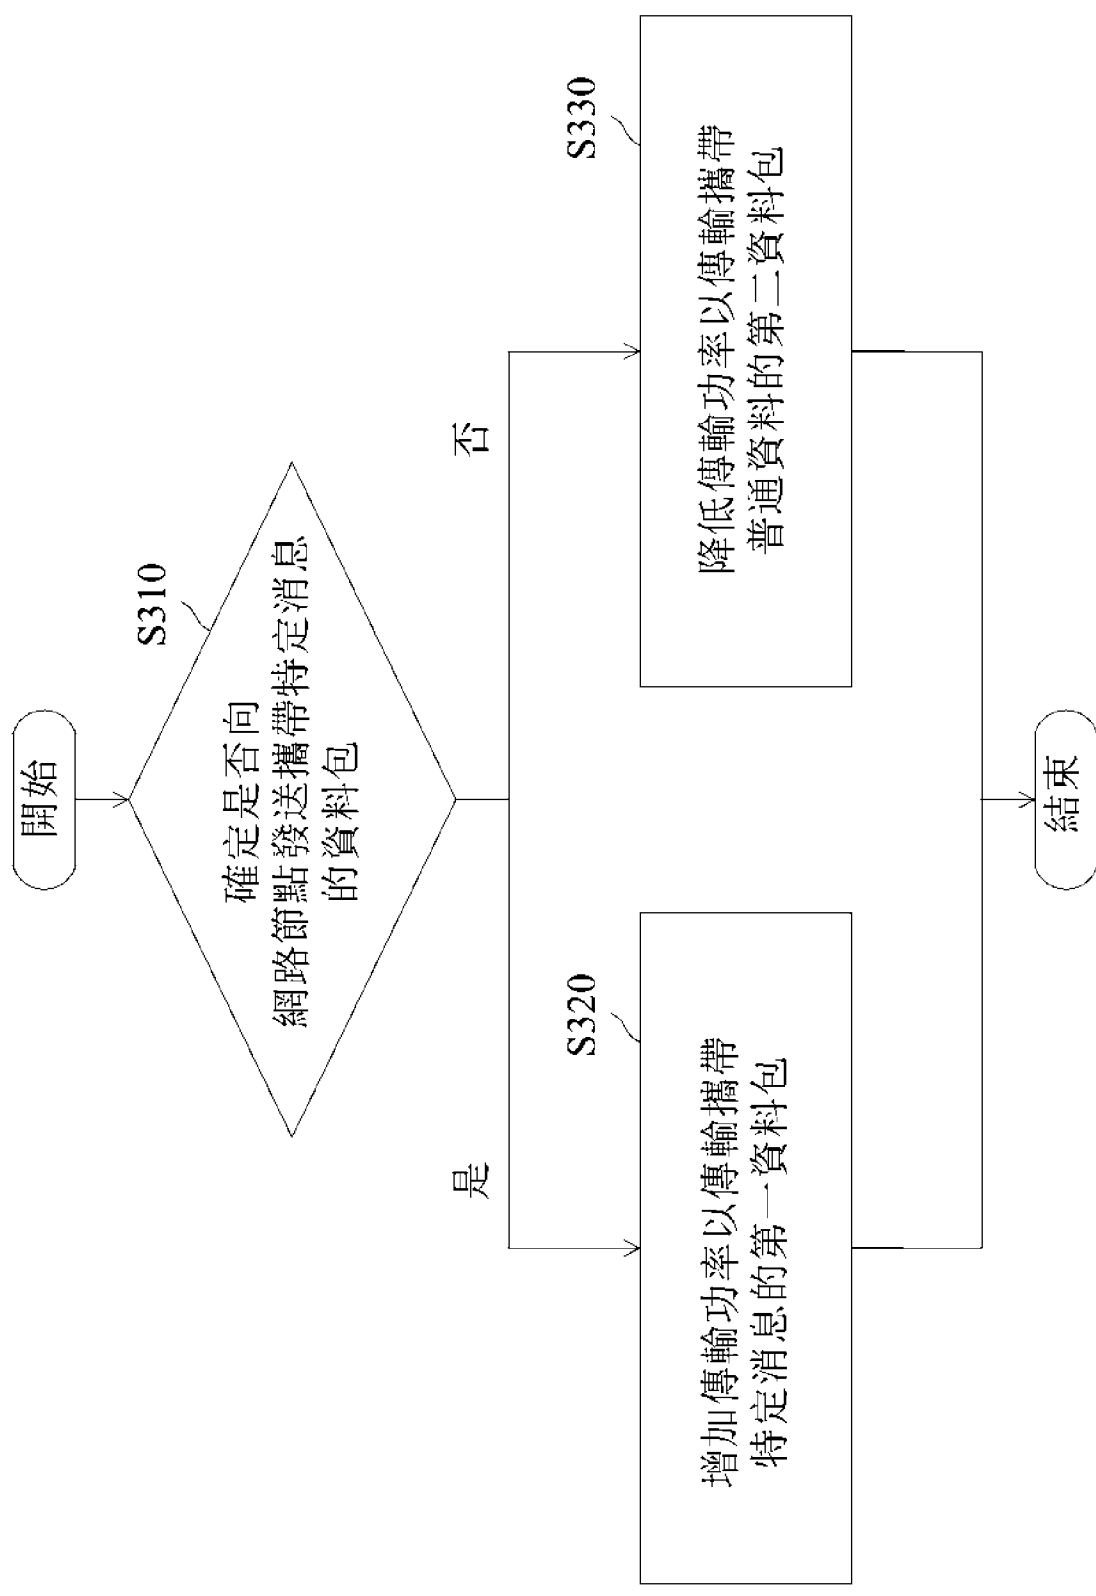 開始
S310
確定是否向
網路節點發送攜帶特定消息
的資料包
是
否
S320
增加傳輸功率以傳輸攜帶
特定消息的第一資料包
S330
降低傳輸功率以傳輸攜帶
普通資料的第二資料包
結束